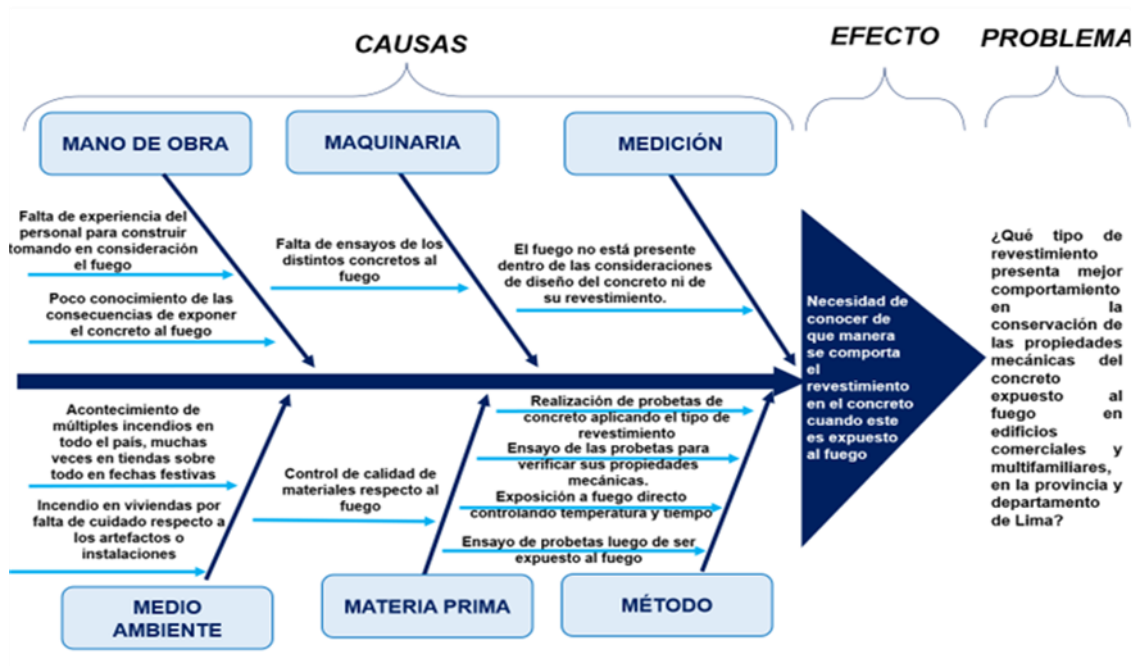 CAUSAS
EFECTO
PROBLEMA
MANO DE OBRA
MAQUINARIA
MEDICIÓN
Falta de experiencia del
personal para construir
tomando en consideración
el fuego
Poco conocimiento de las
consecuencias de exponer
el concreto al fuego
Falta de ensayos de los
distintos concretos al
fuego
El fuego no está presente
dentro de las consideraciones
de diseño del concreto ni de
su revestimiento.
Necesidad de
conocer de
que manera
se comporta
el
revestimiento
en el concreto
cuando este
es expuesto
al fuego
¿Qué tipo de
revestimiento
presenta mejor
comportamiento
en la
conservación de
las propiedades
mecánicas del
concreto
expuesto al
fuego en
edificios
comerciales y
multifamiliares,
en la provincia y
departamento
de Lima?
Acontecimiento de
múltiples incendios en
todo el país, muchas
veces en tiendas sobre
todo en fechas festivas
Incendio en viviendas por
falta de cuidado respecto a
los artefactos o
instalaciones
Control de calidad de
materiales respecto al
fuego
Realización de probetas de
concreto aplicando el tipo de
revestimiento
Ensayo de las probetas para
verificar sus propiedades
mecánicas.
Exposición a fuego directo
controlando temperatura y tiempo
Ensayo de probetas luego de ser
expuesto al fuego
MEDIO
AMBIENTE
MATERIA PRIMA
MÉTODO